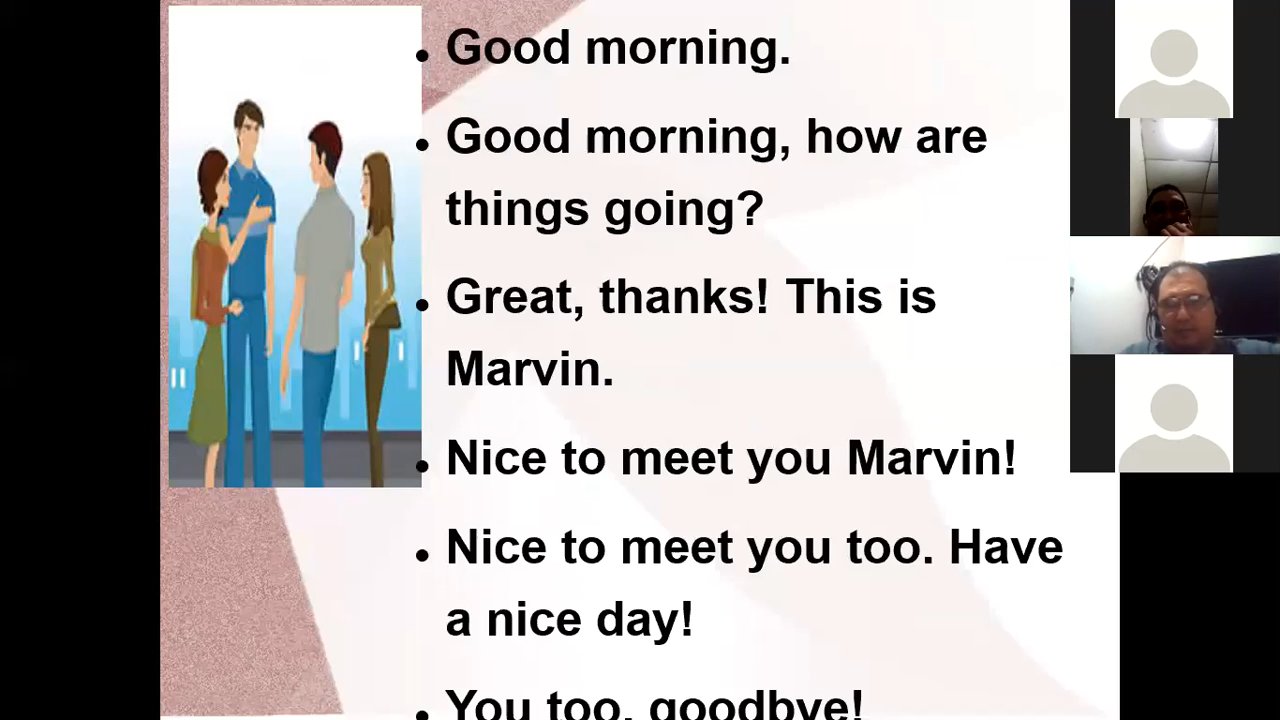 Good morning.
Good morning, how are
things going?
Great, thanks! This is
Marvin.
Nice to meet you Marvin!
Nice to meet you too. Have
a nice day!
You too, goodbye!